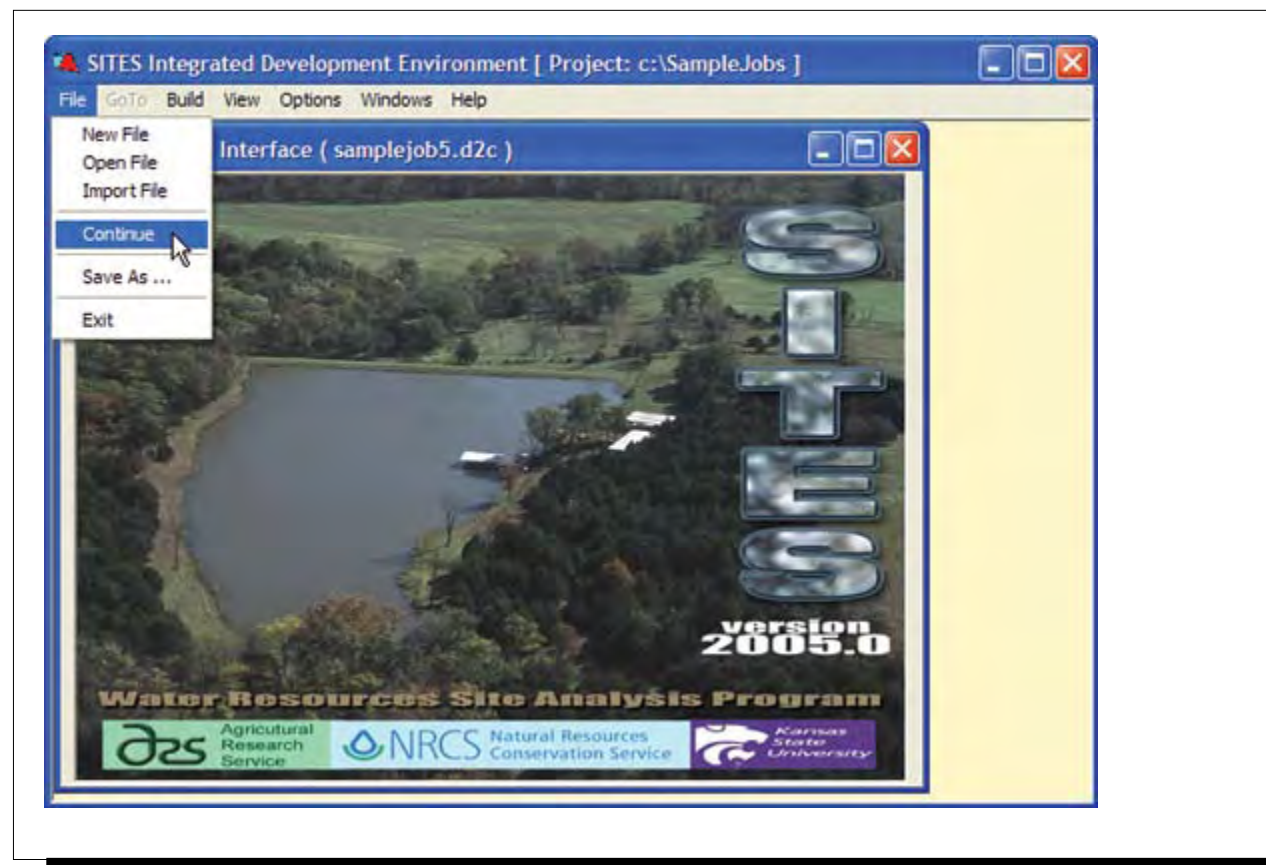 SITES Integrated Development Environment [ Project: c:\SampleJobs ]
File GoTo Build View Options Windows Help
New File
Open File
Import File
Continue
Save As ...
Exit
Interface ( samplejob5.d2c )
SITES
version
2005.0
Water Resources Site Analysis Program
ars
Agricutural
Research
Service
NRCS
Natural Resources
Conservation Service
Kansas
State
University